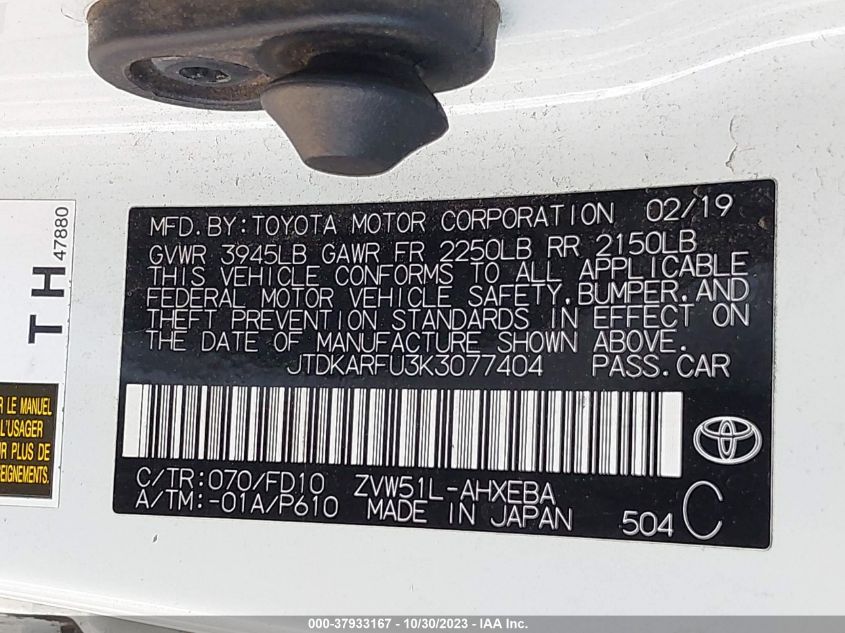 MFD. BY:TOYOTA MOTOR CORPORATION 02/19
GVWR 3945LB GAWR FR 2250LB RR 2150LB
THIS VEHICLE CONFORMS TO ALL APPLICABLE
FEDERAL MOTOR VEHICLE SAFETY, BUMPER, AND
THEFT PREVENTION STANDARDS IN EFFECT ON
THE DATE OF MANUFACTURE SHOWN ABOVE.
JTDKARFU3K3077404 PASS.CAR
C/TR:070/FD10 ZVW51L-AHXEBA
A/TM:-01A/P610 MADE IN JAPAN 504 C
TH
47880
R LE MANUEL
L'USAGER
UR PLUS DE
SEIGNEMENTS.
000-37933167 - 10/30/2023 - IAA Inc.